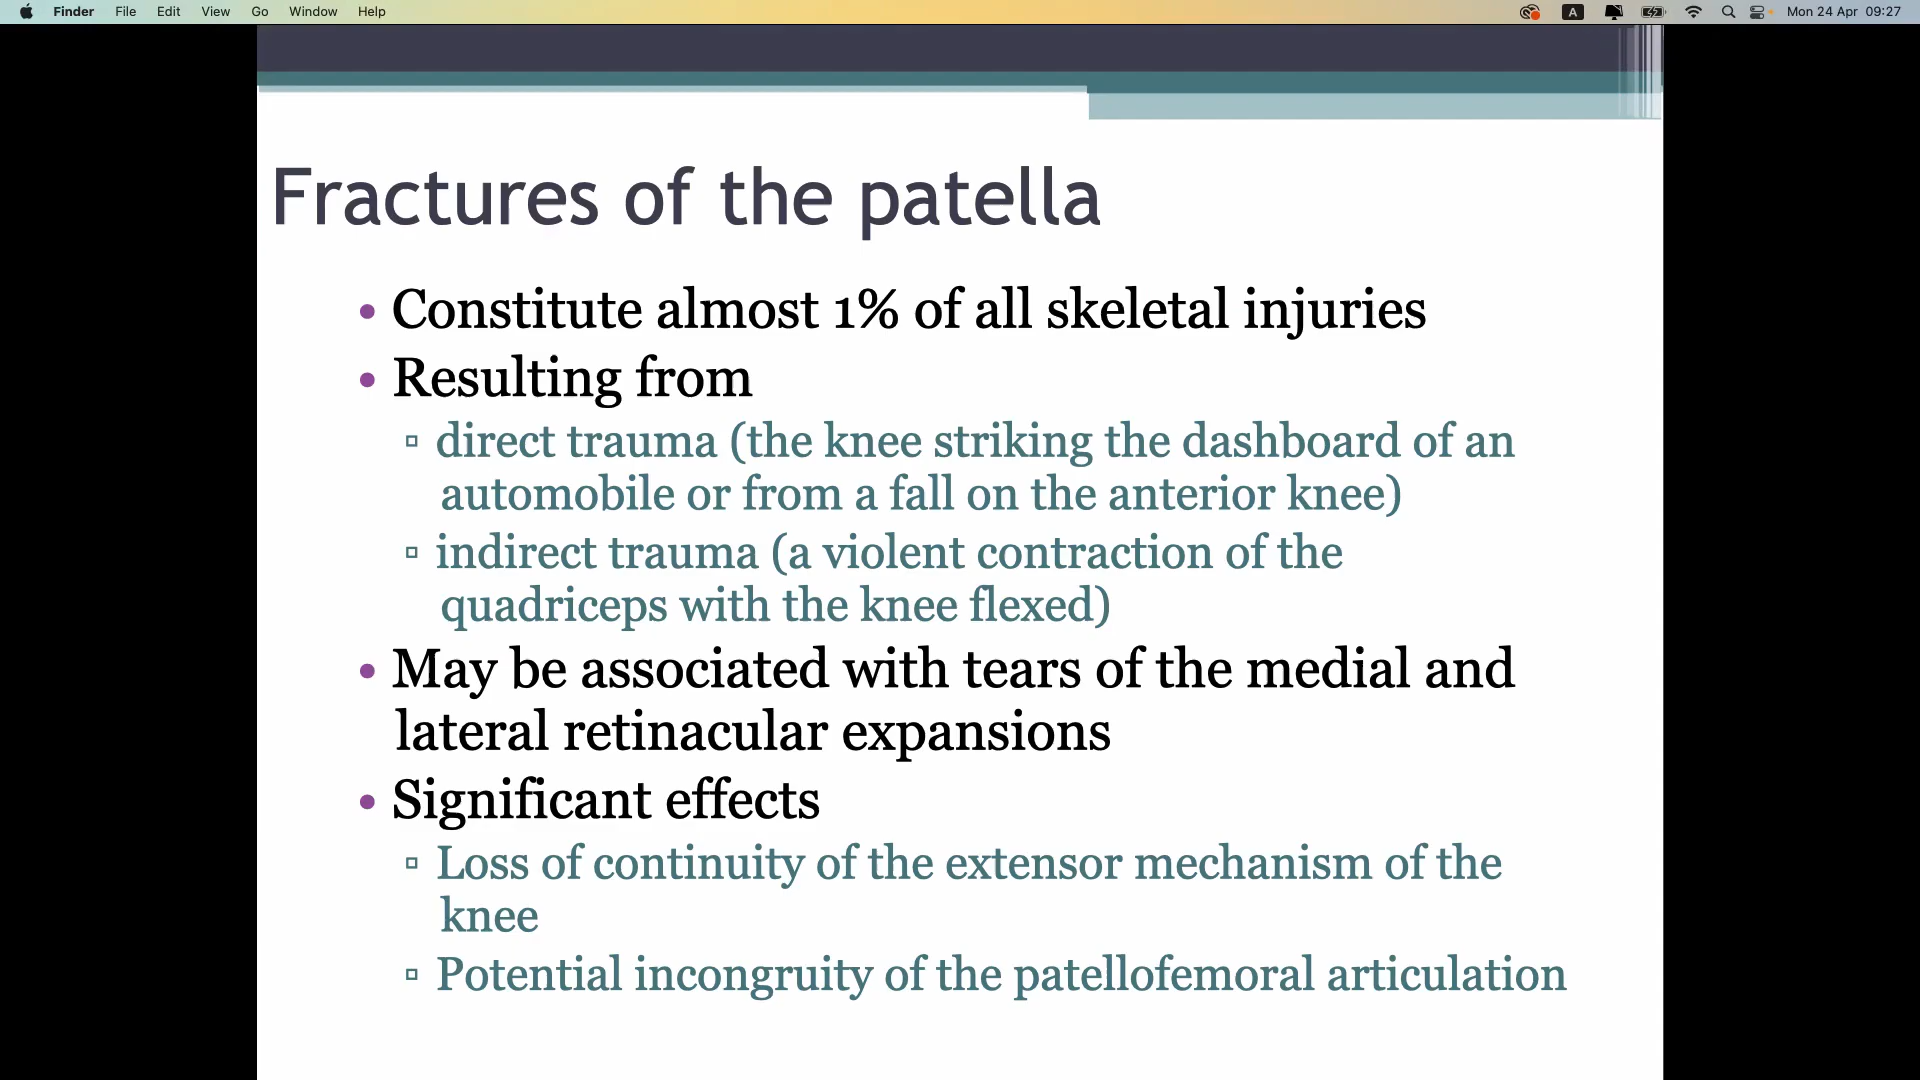 Finder File Edit View Go Window Help A Mon 24 Apr 09:27
Fractures of the patella
• Constitute almost 1% of all skeletal injuries
• Resulting from
▫ direct trauma (the knee striking the dashboard of an
automobile or from a fall on the anterior knee)
▫ indirect trauma (a violent contraction of the
quadriceps with the knee flexed)
• May be associated with tears of the medial and
lateral retinacular expansions
• Significant effects
▫ Loss of continuity of the extensor mechanism of the
knee
▫ Potential incongruity of the patellofemoral articulation